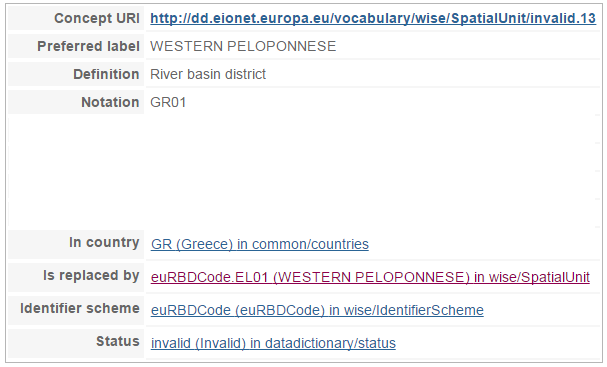 Concept URI http://dd.eionet.europa.eu/vocabulary/wise/SpatialUnit/invalid.13
Preferred label WESTERN PELOPONNESE
Definition River basin district
Notation GR01
In country GR (Greece) in common/countries
Is replaced by euRBDCode.EL01 (WESTERN PELOPONNESE) in wise/SpatialUnit
Identifier scheme euRBDCode (euRBDCode) in wise/IdentifierScheme
Status invalid (Invalid) in datadictionary/status